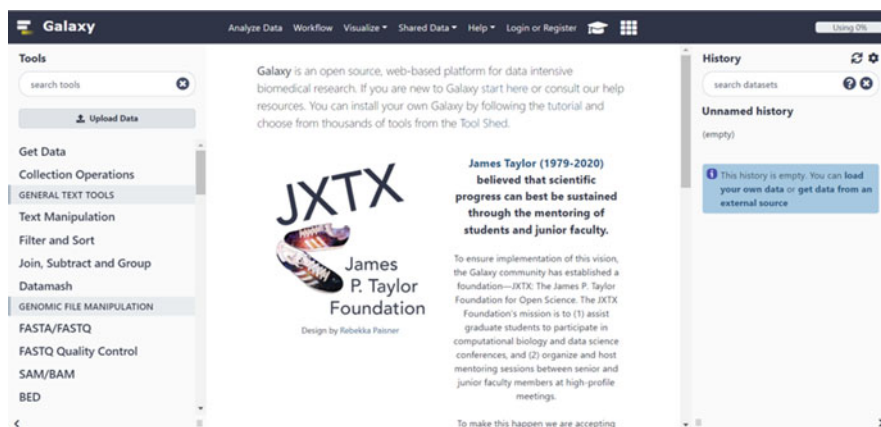 Galaxy
Analyze Data Workflow Visualize Shared Data Help Login or Register
Using 0%
Tools
search tools
Upload Data
Get Data
Collection Operations
GENERAL TEXT TOOLS
Text Manipulation
Filter and Sort
Join, Subtract and Group
Datamash
GENOMIC FILE MANIPULATION
FASTA/FASTQ
FASTQ Quality Control
SAM/BAM
BED
Galaxy is an open source, web-based platform for data intensive
biomedical research. If you are new to Galaxy start here or consult our help
resources. You can install your own Galaxy by following the tutorial and
choose from thousands of tools from the Tool Shed.
JXTX
James
P. Taylor
Foundation
Design by Rebekka Paisner
James Taylor (1979-2020)
believed that scientific
progress can best be sustained
through the mentoring of
students and junior faculty.
To ensure implementation of this vision,
the Galaxy community has established a
foundation—JXTX: The James P. Taylor
Foundation for Open Science. The JXTX
Foundation's mission is to (1) assist
graduate students to participate in
computational biology and data science
conferences, and (2) organize and host
mentoring sessions between senior and
junior faculty members at high-profile
meetings.
To make this happen we are accepting
History
search datasets
Unnamed history
(empty)
This history is empty. You can load
your own data or get data from an
external source